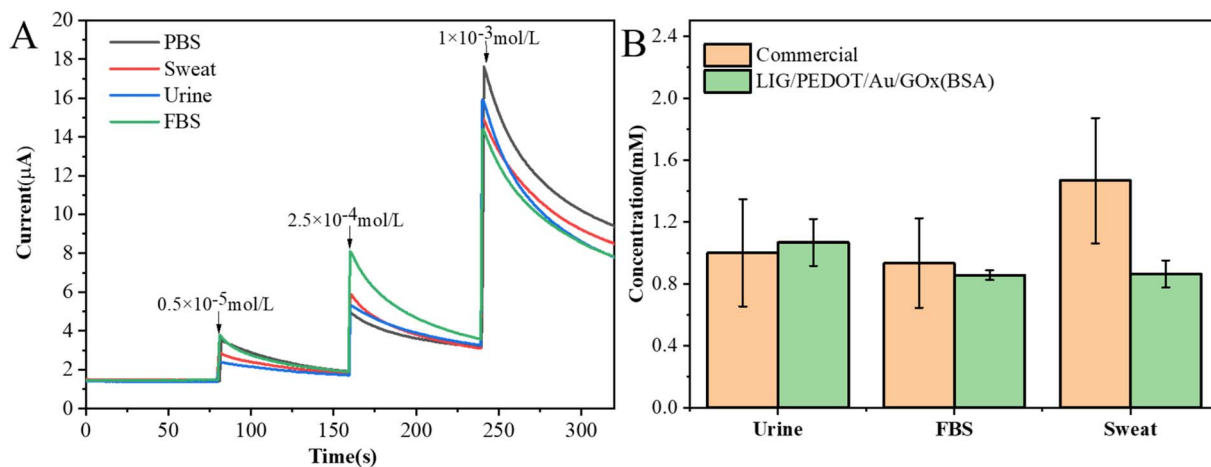 A
PBS
Sweat
Urine
FBS
0.5×10⁻⁵mol/L
2.5×10⁻⁴mol/L
1×10⁻³mol/L
Current(μA)
20
18
16
14
12
10
8
6
4
2
0
0 50 100 150 200 250 300
Time(s)
B
Commercial
LIG/PEDOT/Au/GOx(BSA)
Concentration(mM)
2.4
2.0
1.6
1.2
0.8
0.4
0.0
Urine FBS Sweat